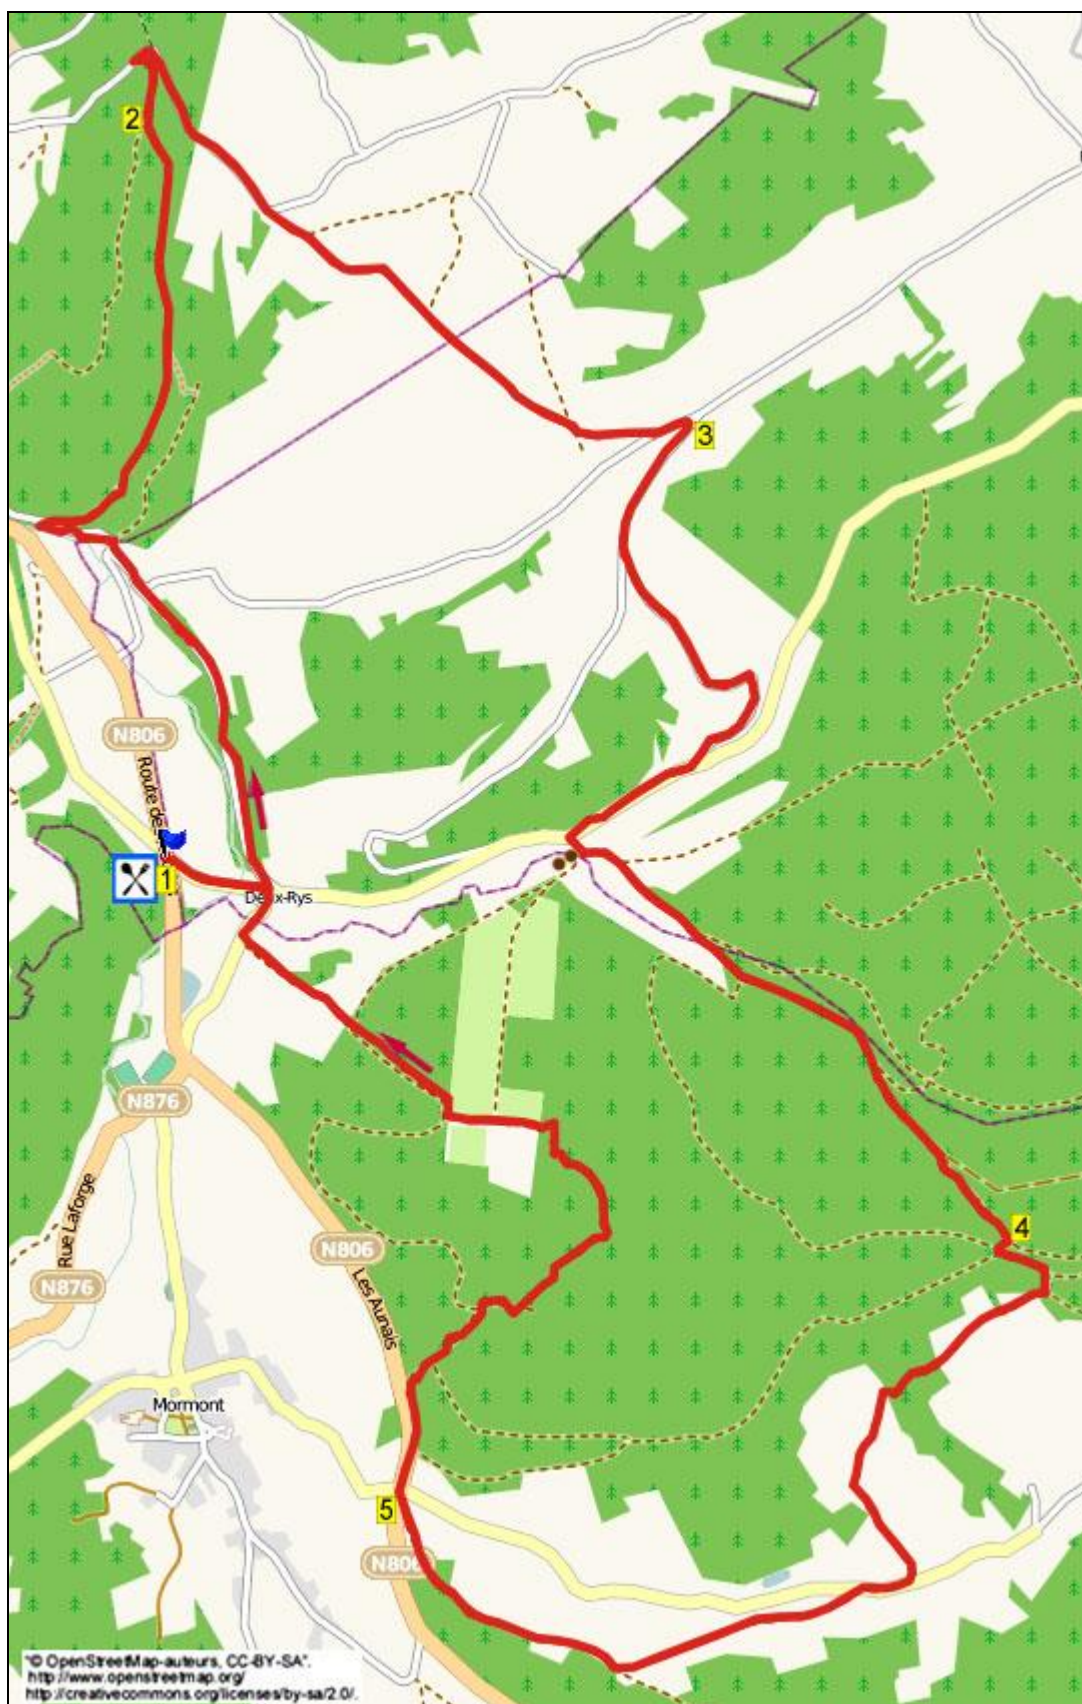 2
3
N806
Route de
1
Deux-Rys
N876
Rue Laforge
N806
4
N876
Les Aunais
Mormont
5
N806
"© OpenStreetMap-auteurs, CC-BY-SA",
http://www.openstreetmap.org/
http://creativecommons.org/licenses/by-sa/2.0/.